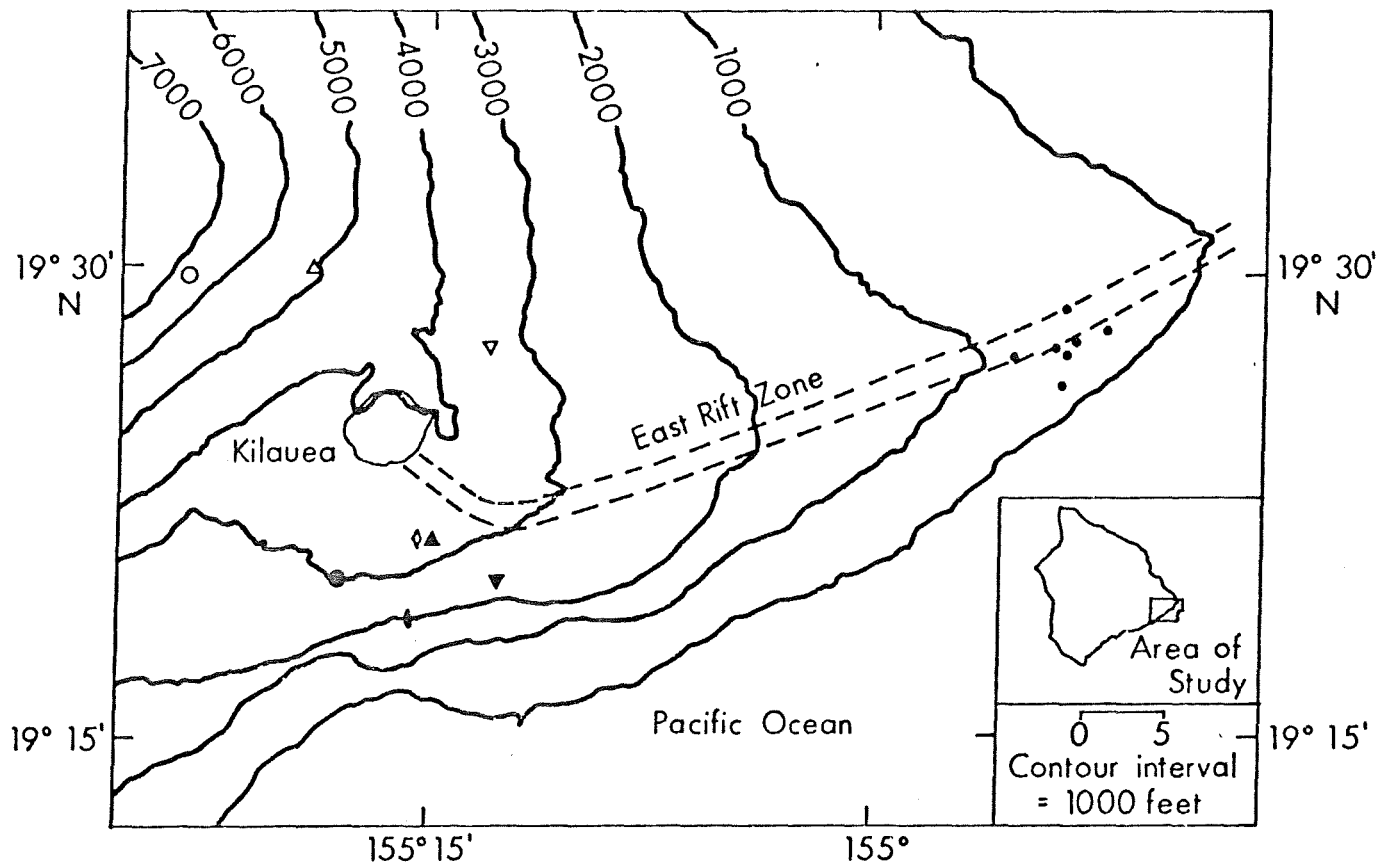 7000
6000
5000
4000
3000
2000
1000
19° 30'
N
19° 30'
N
East Rift Zone
Kilauea
Area of
Study
Pacific Ocean
19° 15'
0 5
19° 15'
Contour interval
= 1000 feet
155° 15'
155°